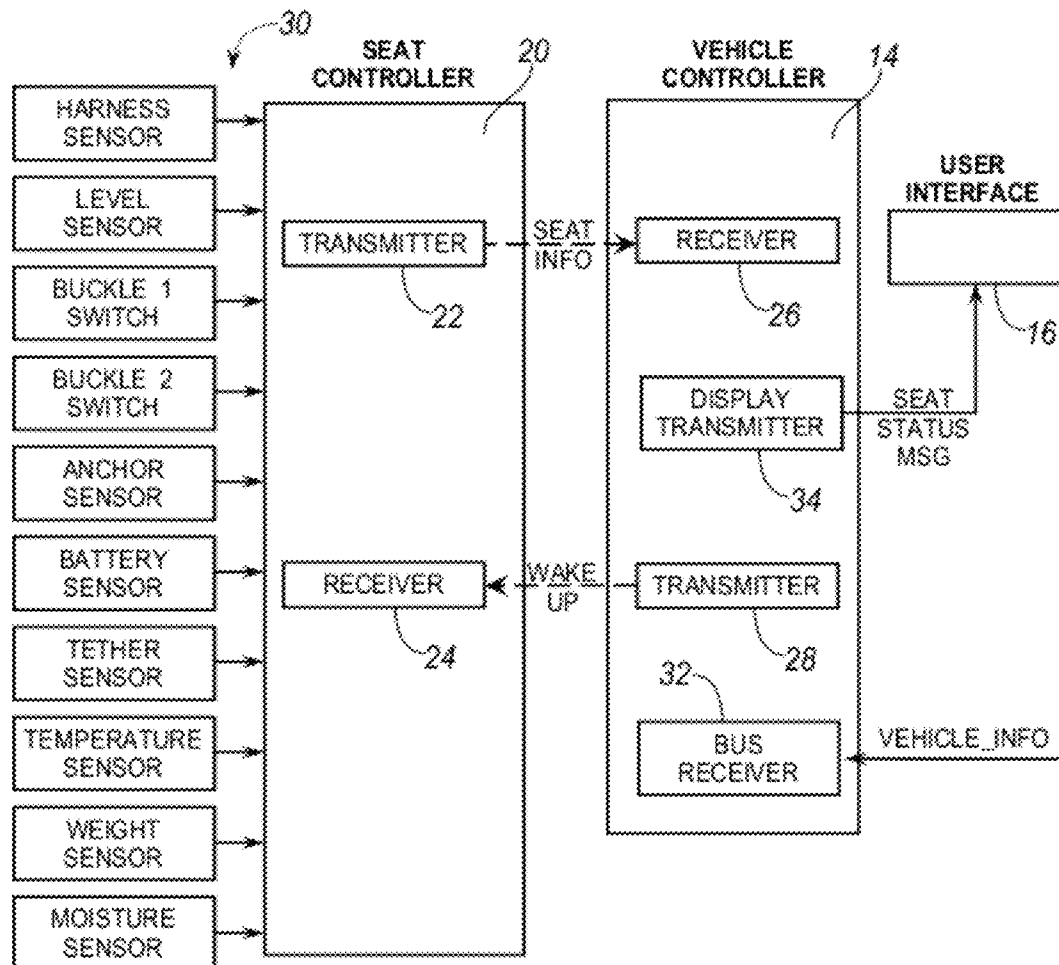 30
SEAT
CONTROLLER
20
VEHICLE
CONTROLLER
14
USER
INTERFACE
16
HARNESS
SENSOR
LEVEL
SENSOR
BUCKLE 1
SWITCH
BUCKLE 2
SWITCH
ANCHOR
SENSOR
BATTERY
SENSOR
TETHER
SENSOR
TEMPERATURE
SENSOR
WEIGHT
SENSOR
MOISTURE
SENSOR
TRANSMITTER
22
SEAT
INFO
RECEIVER
26
DISPLAY
TRANSMITTER
34
SEAT
STATUS
MSG
RECEIVER
24
WAKE
UP
TRANSMITTER
28
32
BUS
RECEIVER
VEHICLE_INFO